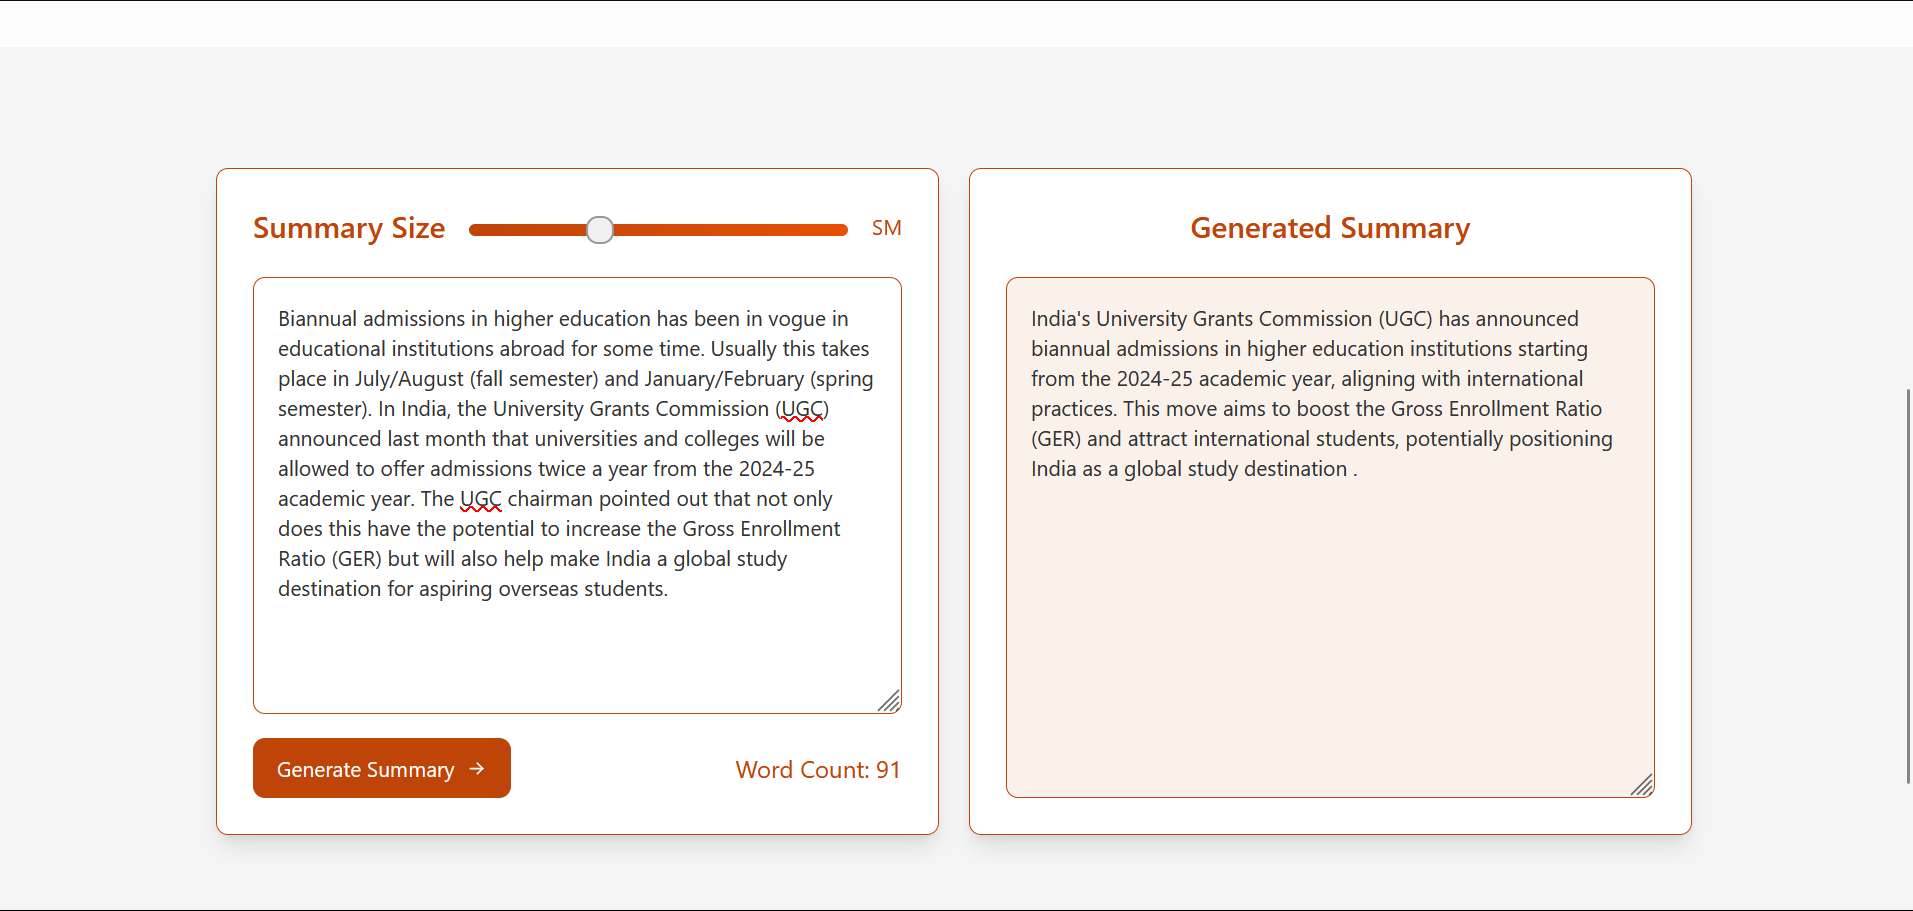 Summary Size
SM
Biannual admissions in higher education has been in vogue in
educational institutions abroad for some time. Usually this takes
place in July/August (fall semester) and January/February (spring
semester). In India, the University Grants Commission (UGC)
announced last month that universities and colleges will be
allowed to offer admissions twice a year from the 2024-25
academic year. The UGC chairman pointed out that not only
does this have the potential to increase the Gross Enrollment
Ratio (GER) but will also help make India a global study
destination for aspiring overseas students.
Generate Summary →
Word Count: 91
Generated Summary
India's University Grants Commission (UGC) has announced
biannual admissions in higher education institutions starting
from the 2024-25 academic year, aligning with international
practices. This move aims to boost the Gross Enrollment Ratio
(GER) and attract international students, potentially positioning
India as a global study destination .